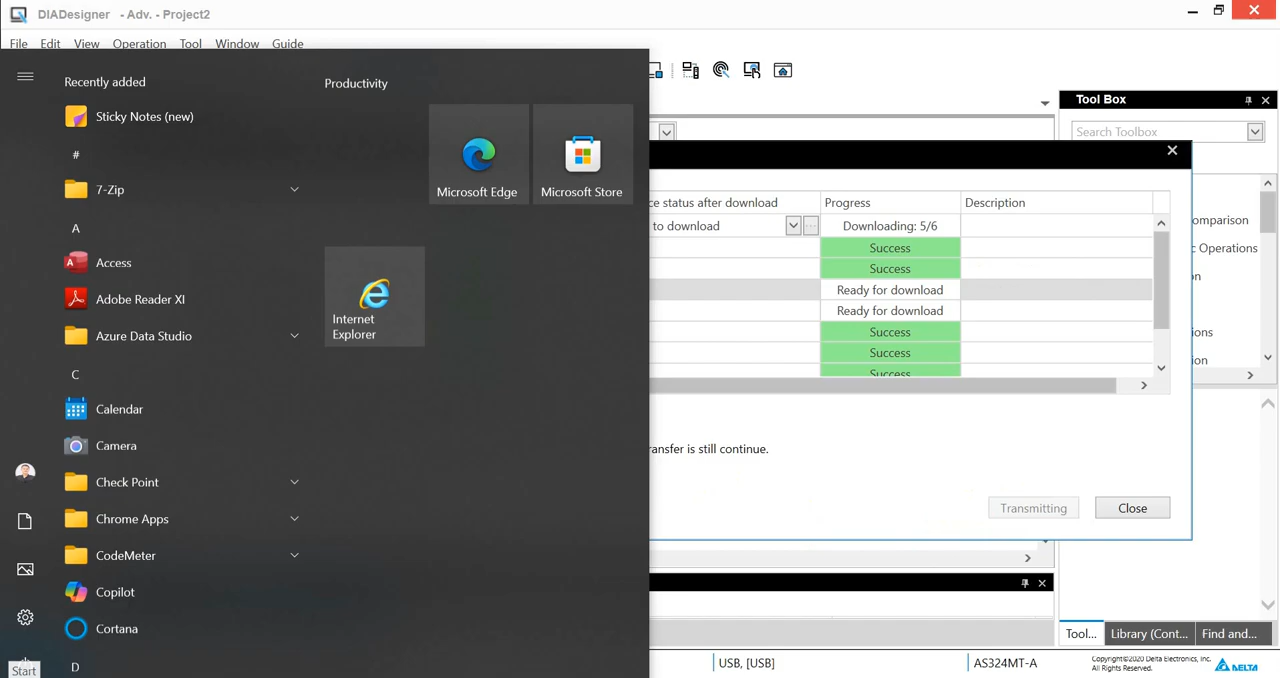 DIADesigner - Adv. - Project2
File Edit View Operation Tool Window Guide
Recently added
Sticky Notes (new)
#
7-Zip
A
Access
Adobe Reader XI
Azure Data Studio
C
Calendar
Camera
Check Point
Chrome Apps
CodeMeter
Copilot
Cortana
D
Start
Productivity
Microsoft Edge
Microsoft Store
Internet
Explorer
ce status after download Progress Description
to download Downloading: 5/6
Success
Success
Ready for download
Ready for download
Success
Success
Success
ansfer is still continue.
Transmitting Close
Tool Box
Search Toolbox
omparison
c Operations
on
ions
ion
Tool... Library (Cont... Find and...
USB, [USB] AS324MT-A
Copyright©2020 Delta Electronics, Inc.
All Rights Reserved.
DELTA